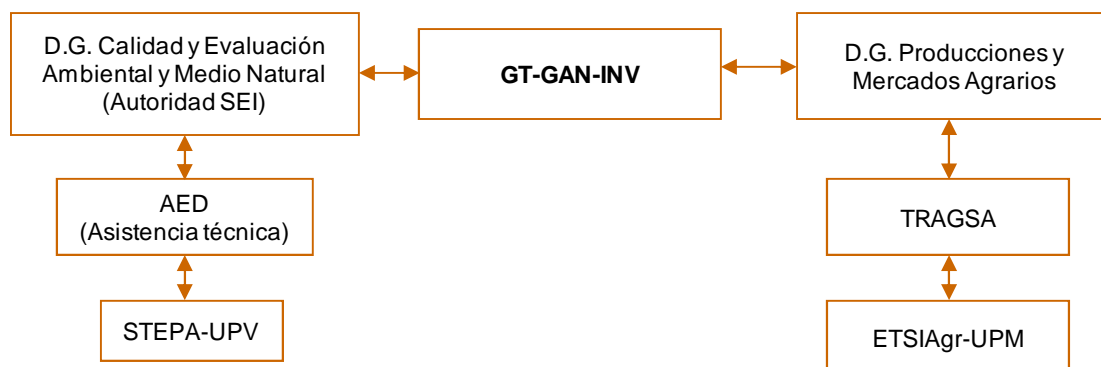 D.G. Calidad y Evaluación
Ambiental y Medio Natural
(Autoridad SEI)
GT-GAN-INV
D.G. Producciones y
Mercados Agrarios
AED
(Asistencia técnica)
TRAGSA
STEPA-UPV
ETSIAgr-UPM